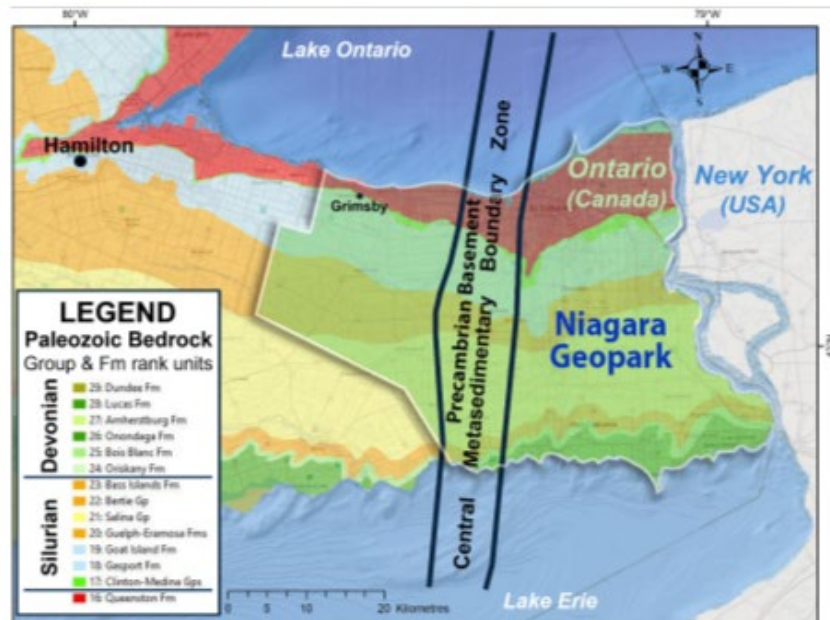 80°W
79°W
Lake Ontario
N
W E
S
Hamilton
Grimsby
Ontario
(Canada)
New York
(USA)
Precambrian Basement
Central Metasedimentary Boundary Zone
Niagara
Geopark
LEGEND
Paleozoic Bedrock
Group & Fm rank units
Devonian
29: Dundee Fm
28: Lucas Fm
27: Amherstburg Fm
26: Onondaga Fm
25: Bois Blanc Fm
24: Oriskany Fm
Silurian
23: Bass Islands Fm
22: Bertie Gp
21: Salina Gp
20: Guelph-Eramosa Fms
19: Goat Island Fm
18: Gasport Fm
17: Clinton-Medina Gps
16: Queenston Fm
0 5 10 20 Kilometres
Lake Erie